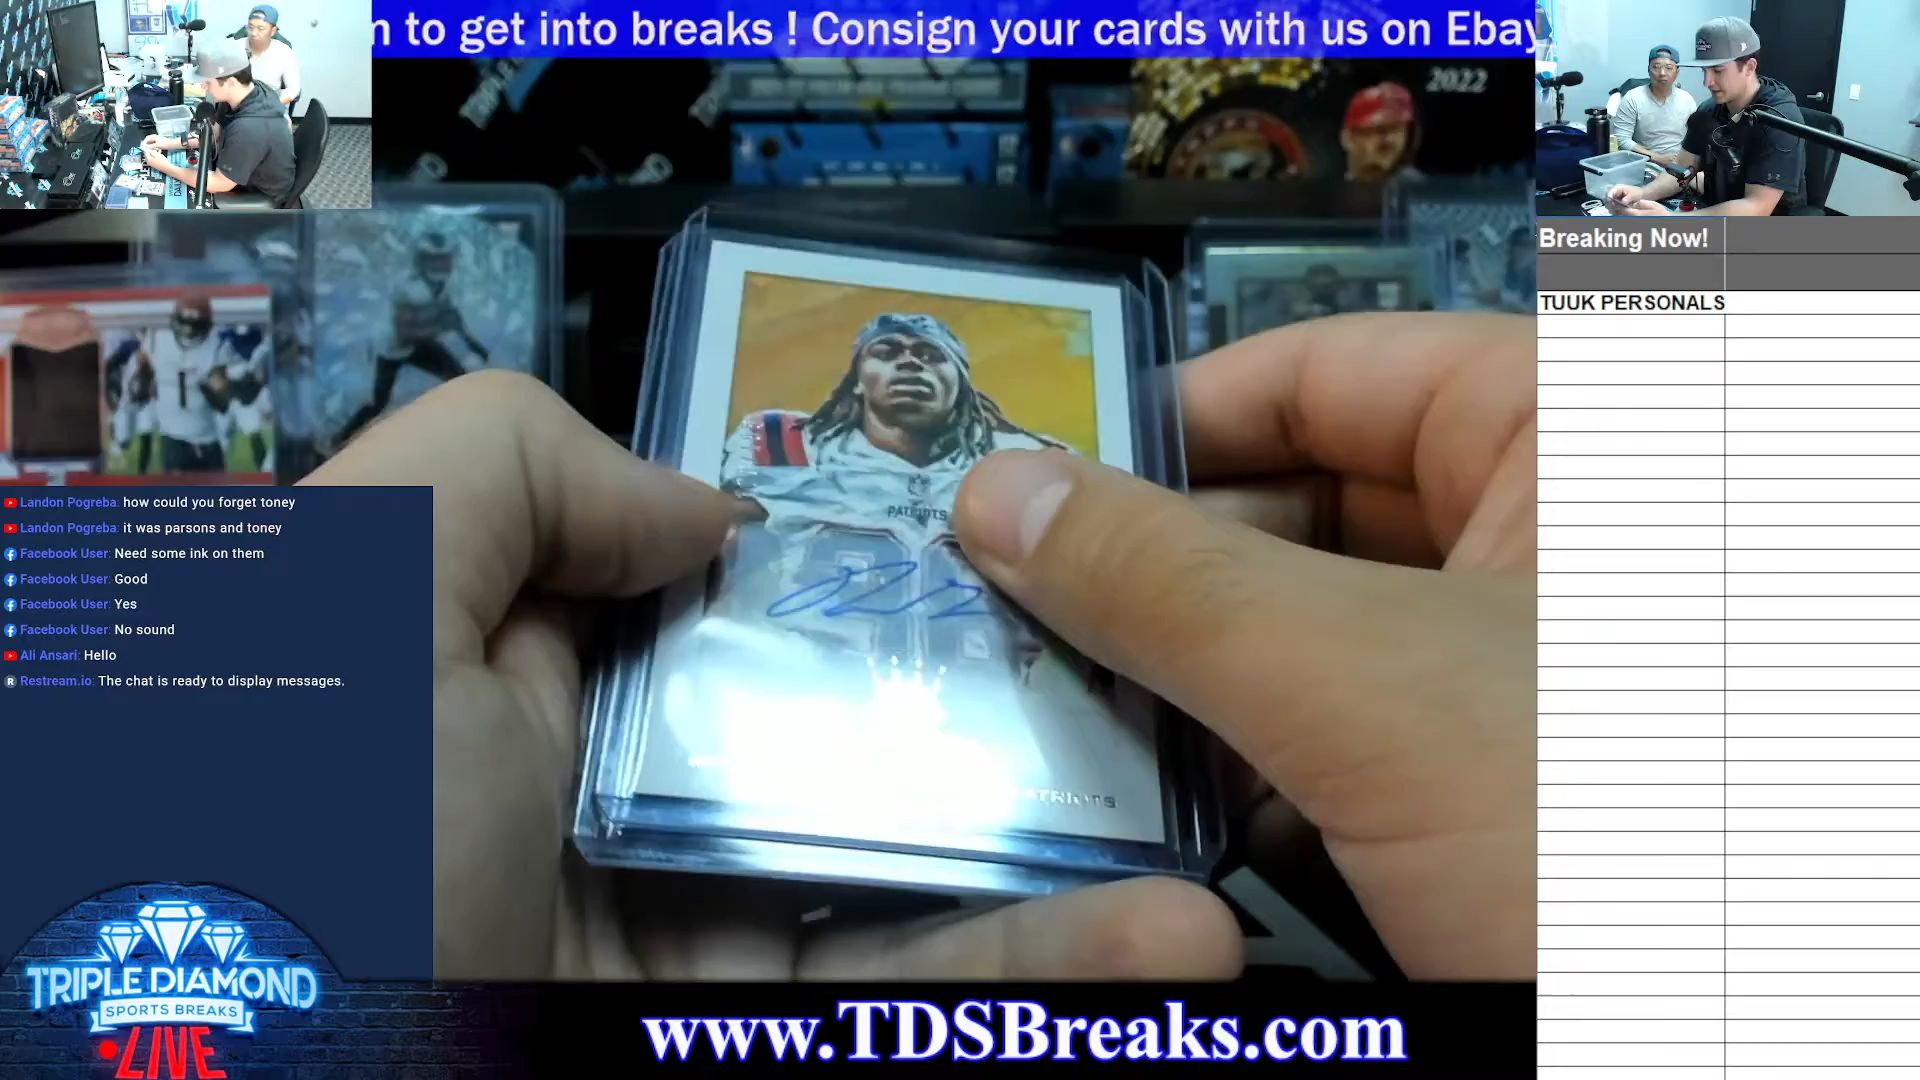 n to get into breaks ! Consign your cards with us on Ebay
2022
Breaking Now!
TUUK PERSONALS
PATRIOTS
Landon Pogreba: how could you forget toney
Landon Pogreba: it was parsons and toney
Facebook User: Need some ink on them
Facebook User: Good
Facebook User: Yes
Facebook User: No sound
Ali Ansari: Hello
Restream.io: The chat is ready to display messages.
TRIPLE DIAMOND
SPORTS BREAKS
LIVE
www.TDSBreaks.com